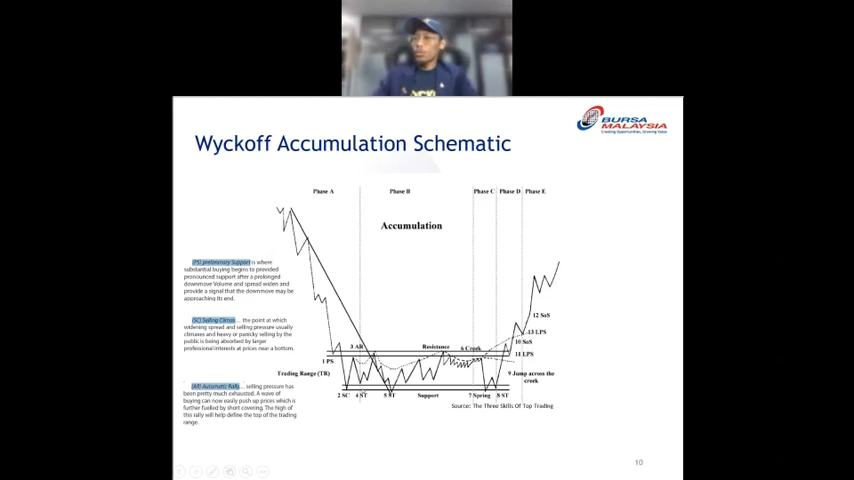 BURSA
MALAYSIA
Creating Opportunities, Growing Value
Wyckoff Accumulation Schematic
Phase A
Phase B
Phase C
Phase D
Phase E
Accumulation
(PS) preliminary Support is where
substantial buying begins to provided
pronounced support after a prolonged
downmove Volume and spread widen and
provide a signal that the downmove may be
approaching its end.
(SC) Selling Climax… the point at which
widening spread and selling pressure usually
climaxes and heavy or panicky selling by the
public is being absorbed by larger
professional interests at prices near a bottom.
(AR) Automatic Rally… selling pressure has
been pretty much exhausted. A wave of
buying can now easily push up prices which is
further fuelled by short covering. The high of
this rally will help define the top of the trading
range.
12 SoS
13 LPS
10 SoS
3 AR
Resistance
6 Creek
11 LPS
1 PS
Trading Range (TR)
9 Jump across the
creek
2 SC
4 ST
5 ST
Support
7 Spring
8 ST
Source: The Three Skills Of Top Trading
10